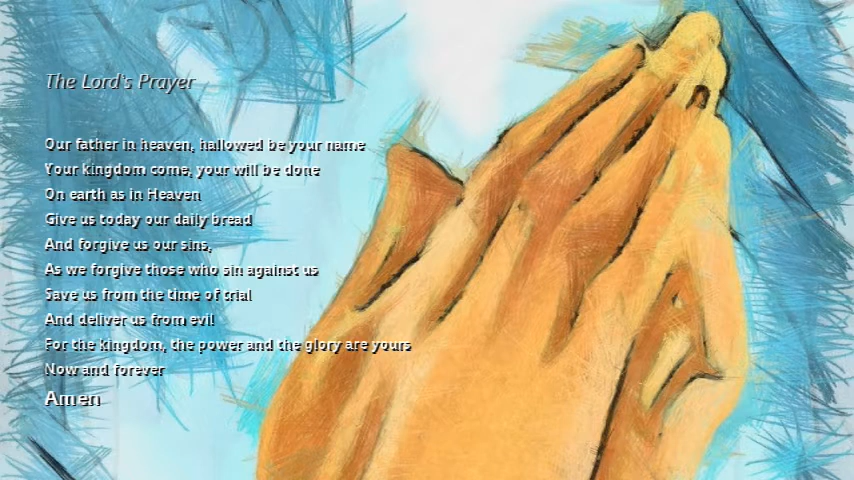 The Lord's Prayer
Our father in heaven, hallowed be your name
Your kingdom come, your will be done
On earth as in Heaven
Give us today our daily bread
And forgive us our sins,
As we forgive those who sin against us
Save us from the time of trial
And deliver us from evil
For the kingdom, the power and the glory are yours
Now and forever
Amen